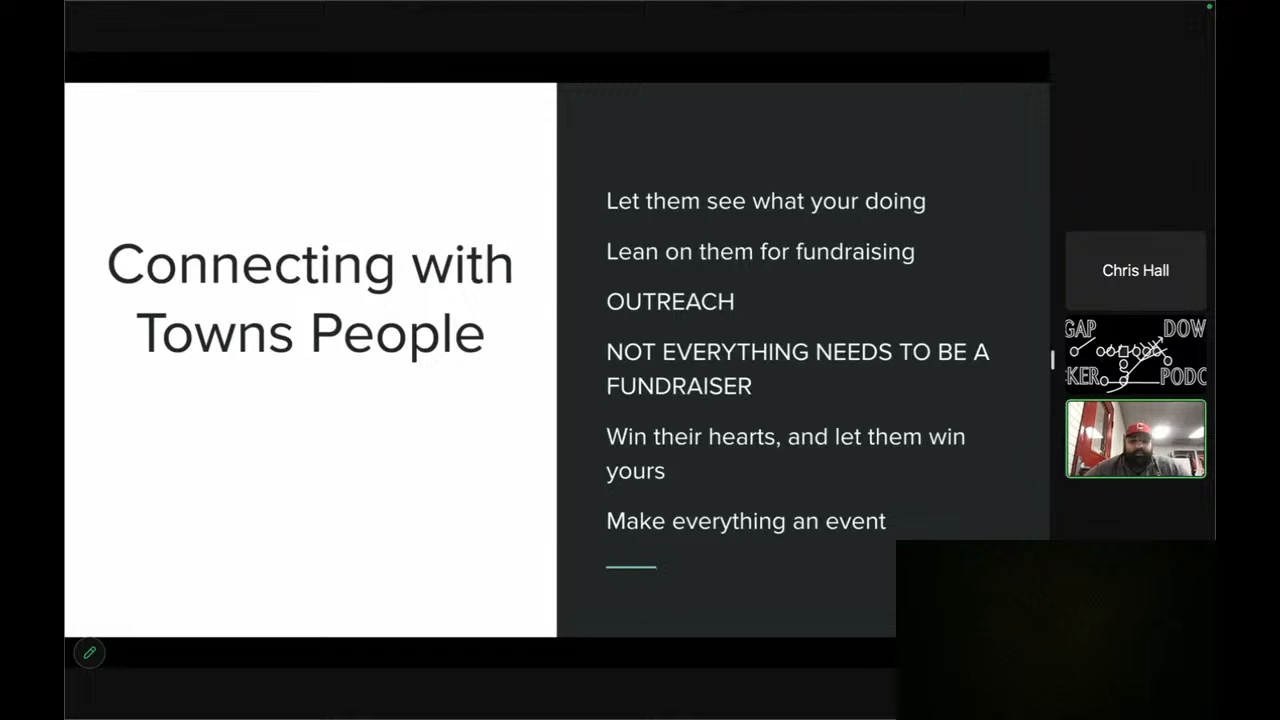 Connecting with
Towns People
Let them see what your doing
Lean on them for fundraising
OUTREACH
NOT EVERYTHING NEEDS TO BE A
FUNDRAISER
Win their hearts, and let them win
yours
Make everything an event
Chris Hall
GAP DOW
KER PODC